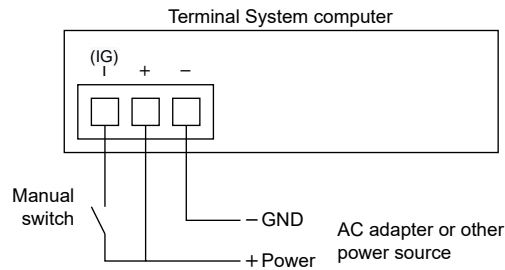 Terminal System computer
(IG)
I + −
Manual
switch
− GND
+ Power
AC adapter or other
power source